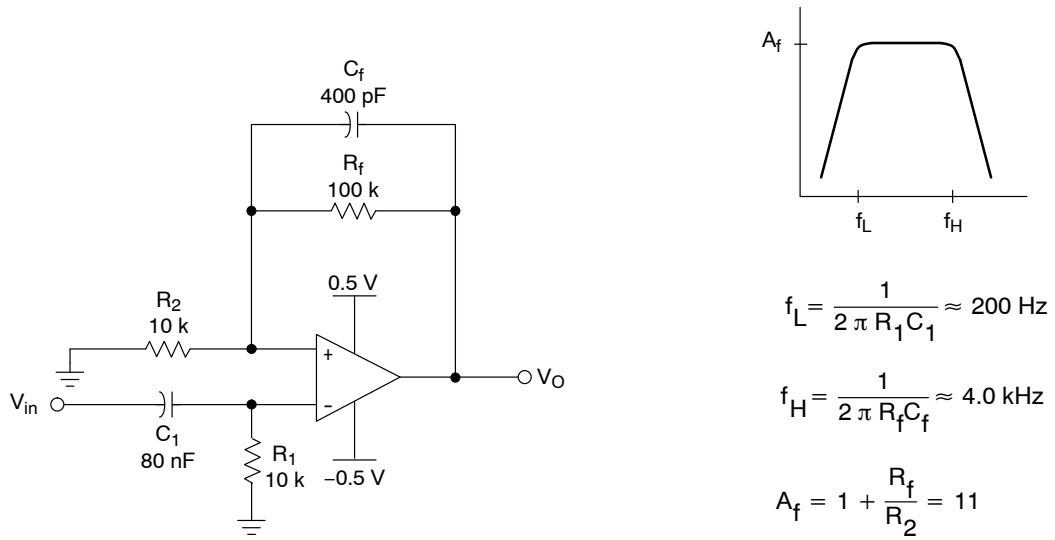 C_f
400 pF
R_f
100 k
0.5 V
R_2
10 k
+
−
V_O
V_in
C_1
80 nF
R_1
10 k
−0.5 V
A_f
f_L f_H
f_L = 1 / (2 π R_1C_1) ≈ 200 Hz
f_H = 1 / (2 π R_fC_f) ≈ 4.0 kHz
A_f = 1 + R_f / R_2 = 11